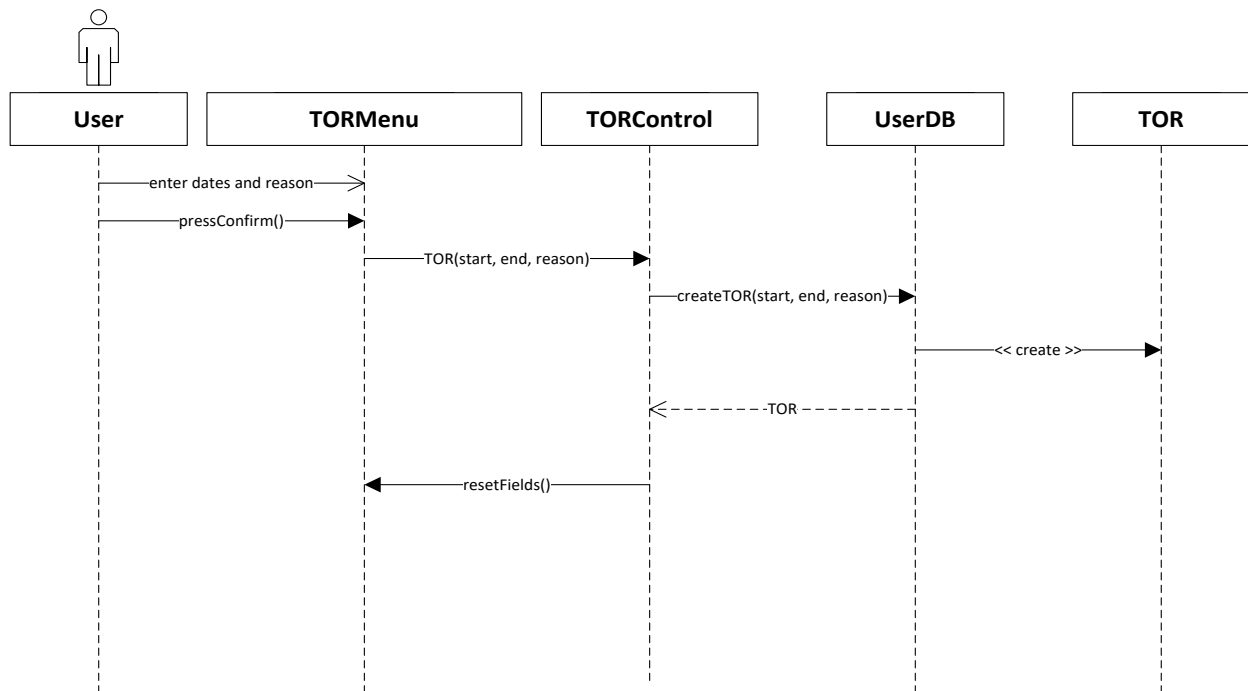 User
TORMenu
TORControl
UserDB
TOR
enter dates and reason
pressConfirm()
TOR(start, end, reason)
createTOR(start, end, reason)
<< create >>
TOR
resetFields()